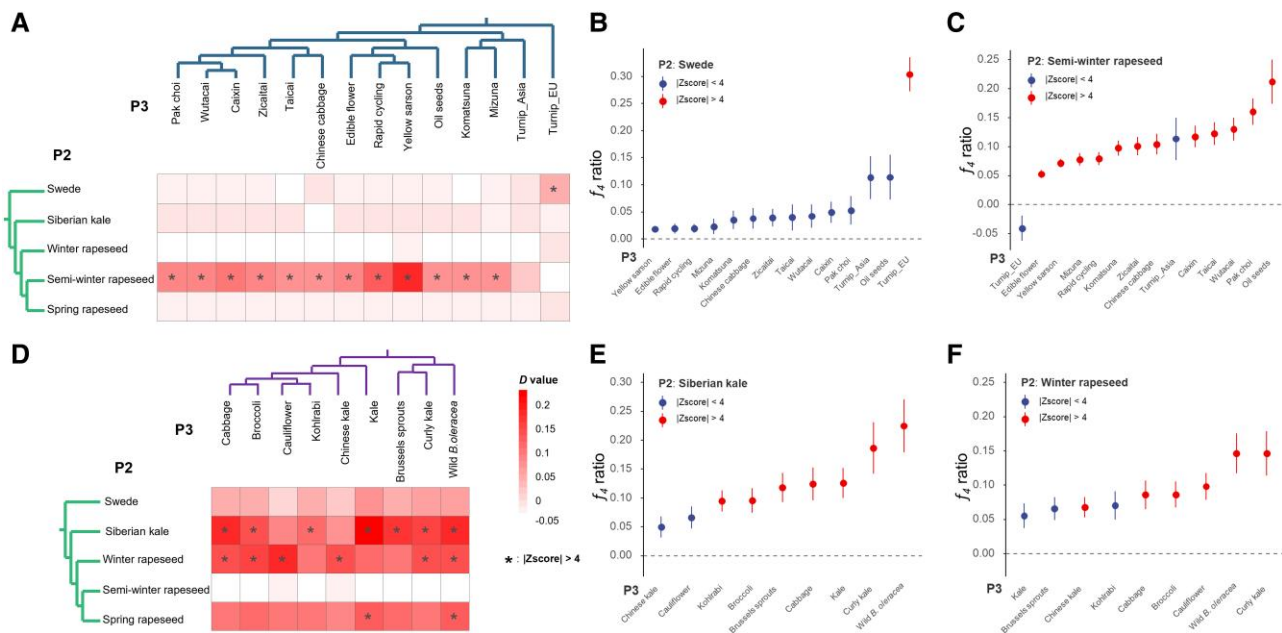 A
P3
Pak choi
Wutacai
Caixin
Zicaitai
Taicai
Chinese cabbage
Edible flower
Rapid cycling
Yellow sarson
Oil seeds
Komatsuna
Mizuna
Turnip_Asia
Turnip_EU
P2
Swede *
Siberian kale
Winter rapeseed
Semi-winter rapeseed * * * * * * * * * * * *
Spring rapeseed
B
P2: Swede
|Zscore| < 4
|Zscore| > 4
f4 ratio
0.30
0.25
0.20
0.15
0.10
0.05
0.00
P3
Yellow sarson
Edible flower
Rapid cycling
Mizuna
Komatsuna
Chinese cabbage
Zicaitai
Taicai
Wutacai
Caixin
Pak choi
Turnip_Asia
Oil seeds
Turnip_EU
C
P2: Semi-winter rapeseed
|Zscore| < 4
|Zscore| > 4
f4 ratio
0.25
0.20
0.15
0.10
0.05
0.00
-0.05
P3
Turnip_EU
Edible flower
Yellow sarson
Mizuna
Rapid cycling
Komatsuna
Zicaitai
Chinese cabbage
Turnip_Asia
Caixin
Taicai
Wutacai
Pak choi
Oil seeds
D
P3
Cabbage
Broccoli
Cauliflower
Kohlrabi
Chinese kale
Kale
Brussels sprouts
Curly kale
Wild B.oleracea
P2
Swede
Siberian kale * * * * * * *
Winter rapeseed * * * * * *
Semi-winter rapeseed
Spring rapeseed * *
D value
0.2
0.15
0.10
0.05
0
-0.05
* : |Zscore| > 4
E
P2: Siberian kale
|Zscore| < 4
|Zscore| > 4
f4 ratio
0.30
0.25
0.20
0.15
0.10
0.05
0.00
P3
Chinese kale
Cauliflower
Kohlrabi
Broccoli
Brussels sprouts
Cabbage
Kale
Curly kale
Wild B. oleracea
F
P2: Winter rapeseed
|Zscore| < 4
|Zscore| > 4
f4 ratio
0.25
0.20
0.15
0.10
0.05
0.00
P3
Kale
Brussels sprouts
Chinese kale
Kohlrabi
Cabbage
Broccoli
Cauliflower
Wild B. oleracea
Curly kale